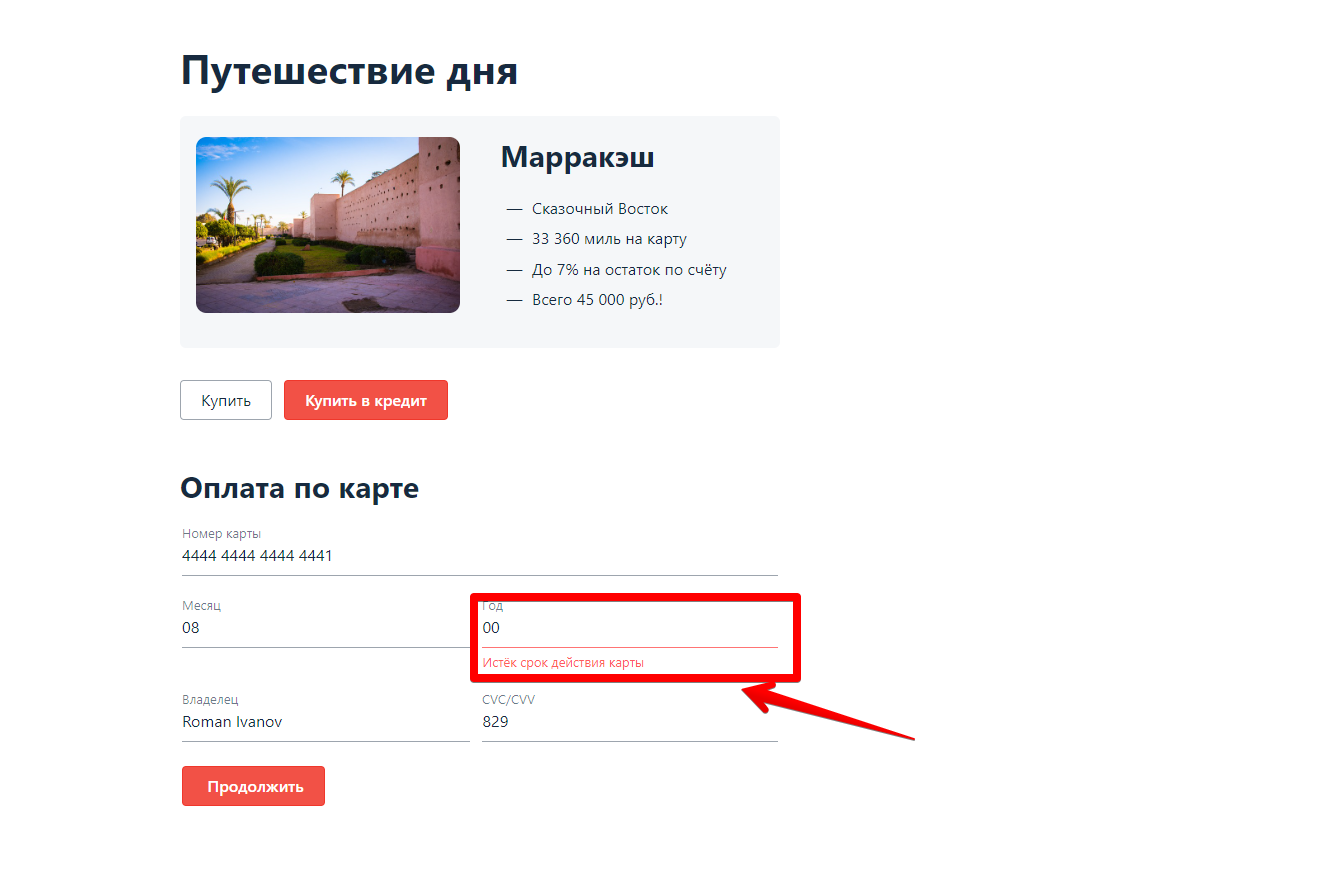 Путешествие дня
Марракэш
— Сказочный Восток
— 33 360 миль на карту
— До 7% на остаток по счёту
— Всего 45 000 руб.!
Купить Купить в кредит
Оплата по карте
Номер карты
4444 4444 4444 4441
Месяц Год
08 00
Истёк срок действия карты
Владелец CVC/CVV
Roman Ivanov 829
Продолжить